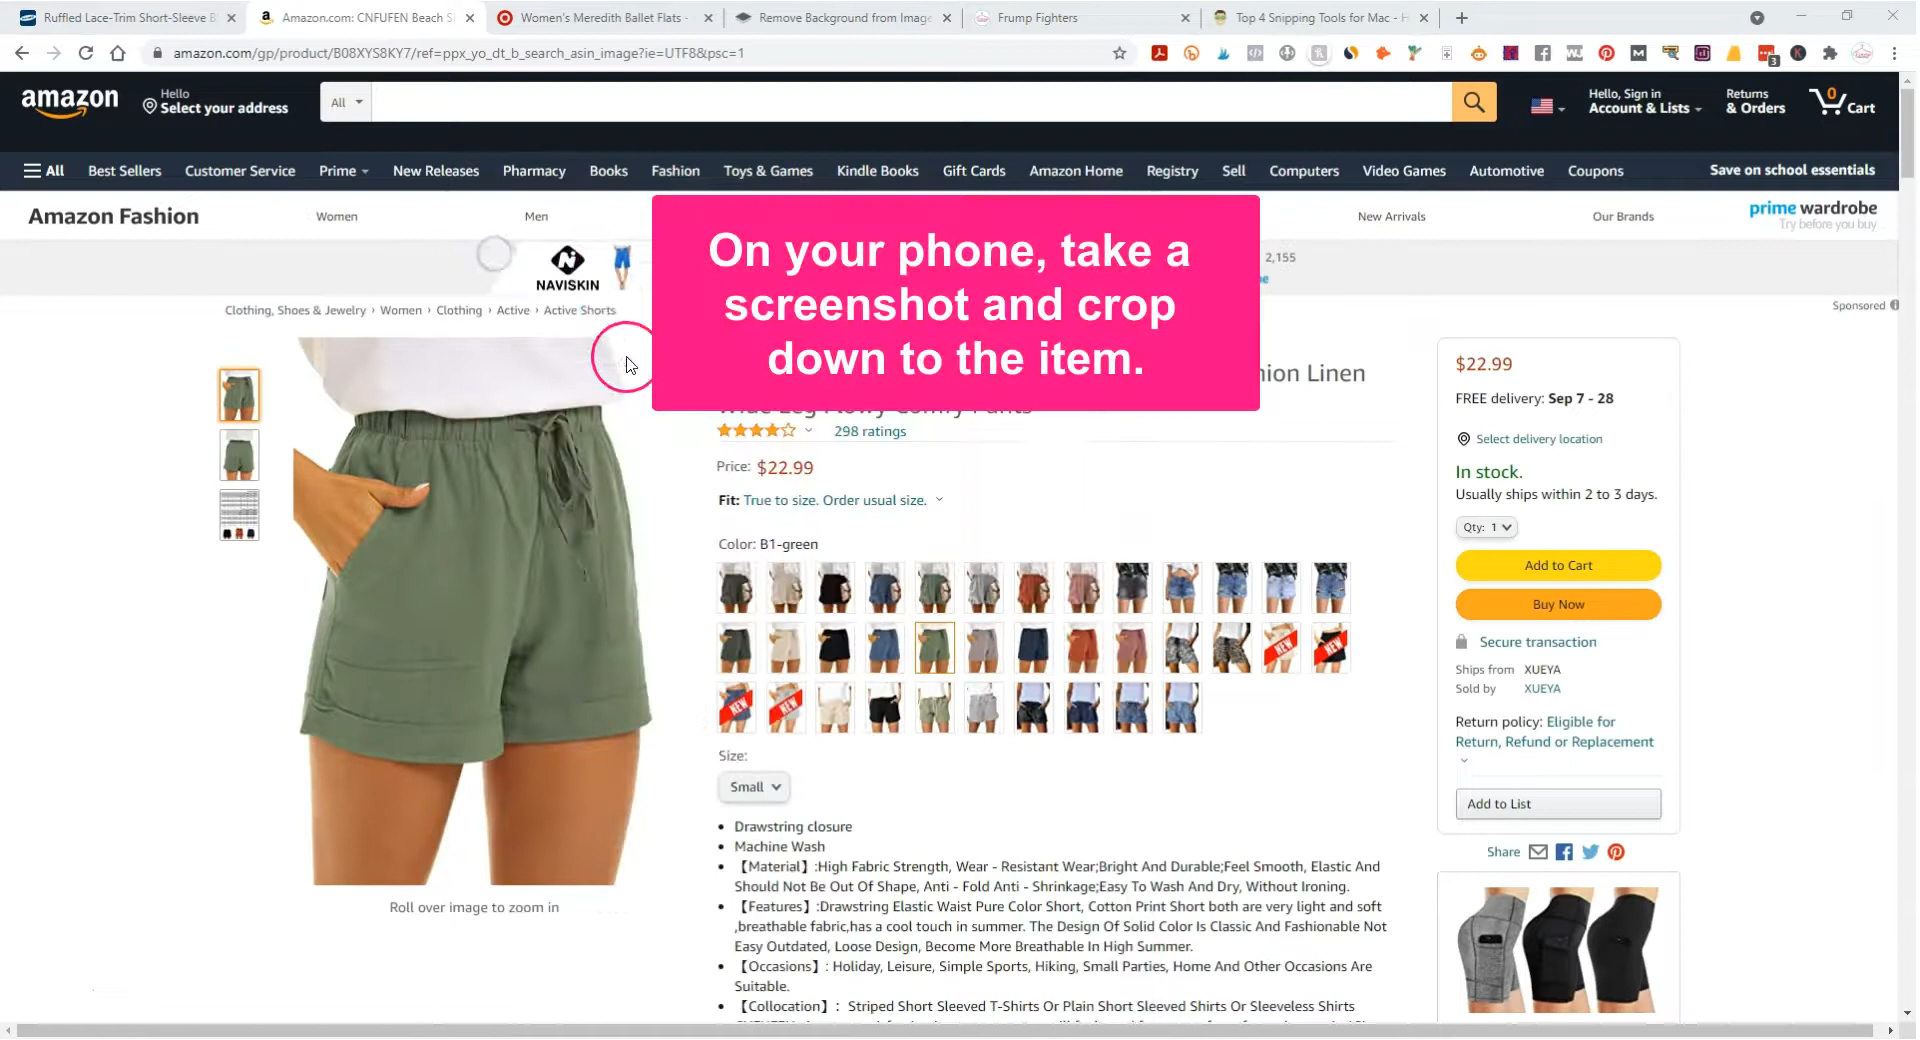 Ruffled Lace-Trim Short-Sleeve B
Amazon.com: CNFUFEN Beach S
Women's Meredith Ballet Flats -
Remove Background from Image
Frump Fighters
Top 4 Snipping Tools for Mac - H
amazon.com/gp/product/B08XYS8KY7/ref=ppx_yo_dt_b_search_asin_image?ie=UTF8&psc=1
3
amazon
Hello
Select your address
All
Hello, Sign in
Account & Lists
Returns
& Orders
0
Cart
All
Best Sellers
Customer Service
Prime
New Releases
Pharmacy
Books
Fashion
Toys & Games
Kindle Books
Gift Cards
Amazon Home
Registry
Sell
Computers
Video Games
Automotive
Coupons
Save on school essentials
Amazon Fashion
Women
Men
New Arrivals
Our Brands
prime wardrobe
Try before you buy
On your phone, take a
screenshot and crop
down to the item.
NAVISKIN
2,155
Sponsored
Clothing, Shoes & Jewelry › Women › Clothing › Active › Active Shorts
hion Linen
Wide Leg Flowy Comfy Pants
298 ratings
Price: $22.99
Fit: True to size. Order usual size.
Color: B1-green
NEW
NEW
NEW
NEW
Size:
Small
• Drawstring closure
• Machine Wash
• 【Material】:High Fabric Strength, Wear - Resistant Wear;Bright And Durable;Feel Smooth, Elastic And
Should Not Be Out Of Shape, Anti - Fold Anti - Shrinkage;Easy To Wash And Dry, Without Ironing.
• 【Features】:Drawstring Elastic Waist Pure Color Short, Cotton Print Short both are very light and soft
,breathable fabric,has a cool touch in summer. The Design Of Solid Color Is Classic And Fashionable Not
Easy Outdated, Loose Design, Become More Breathable In High Summer.
• 【Occasions】: Holiday, Leisure, Simple Sports, Hiking, Small Parties, Home And Other Occasions Are
Suitable.
• 【Collocation】: Striped Short Sleeved T-Shirts Or Plain Short Sleeved Shirts Or Sleeveless Shirts
Roll over image to zoom in
$22.99
FREE delivery: Sep 7 - 28
Select delivery location
In stock.
Usually ships within 2 to 3 days.
Qty: 1
Add to Cart
Buy Now
Secure transaction
Ships from XUEYA
Sold by XUEYA
Return policy: Eligible for
Return, Refund or Replacement
Add to List
Share